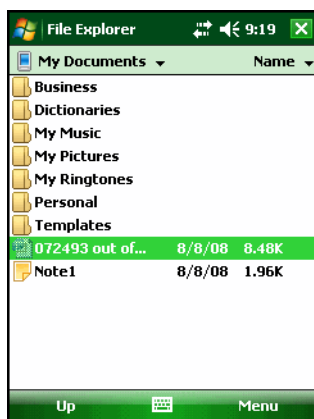 File Explorer 9:19
My Documents Name
Business
Dictionaries
My Music
My Pictures
My Ringtones
Personal
Templates
072493 out of... 8/8/08 8.48K
Note1 8/8/08 1.96K
Up Menu